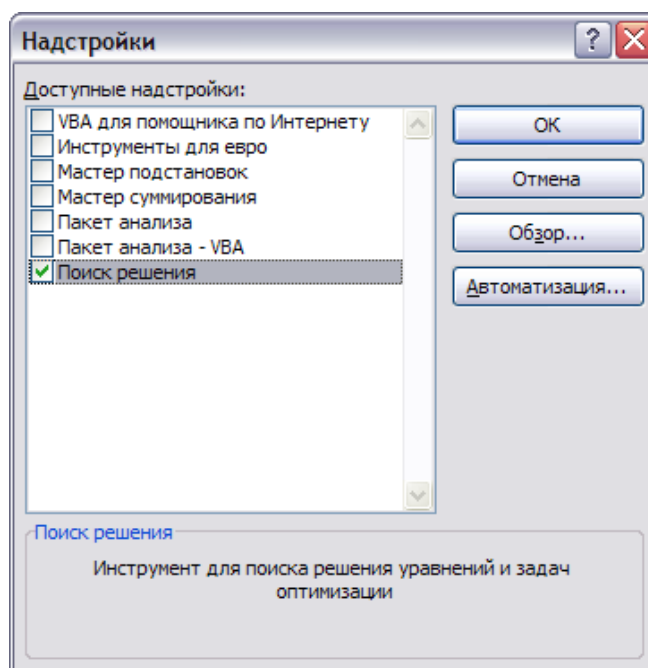 Надстройки
Доступные надстройки:
VBA для помощника по Интернету
Инструменты для евро
Мастер подстановок
Мастер суммирования
Пакет анализа
Пакет анализа - VBA
Поиск решения
ОК
Отмена
Обзор...
Автоматизация...
Поиск решения
Инструмент для поиска решения уравнений и задач
оптимизации